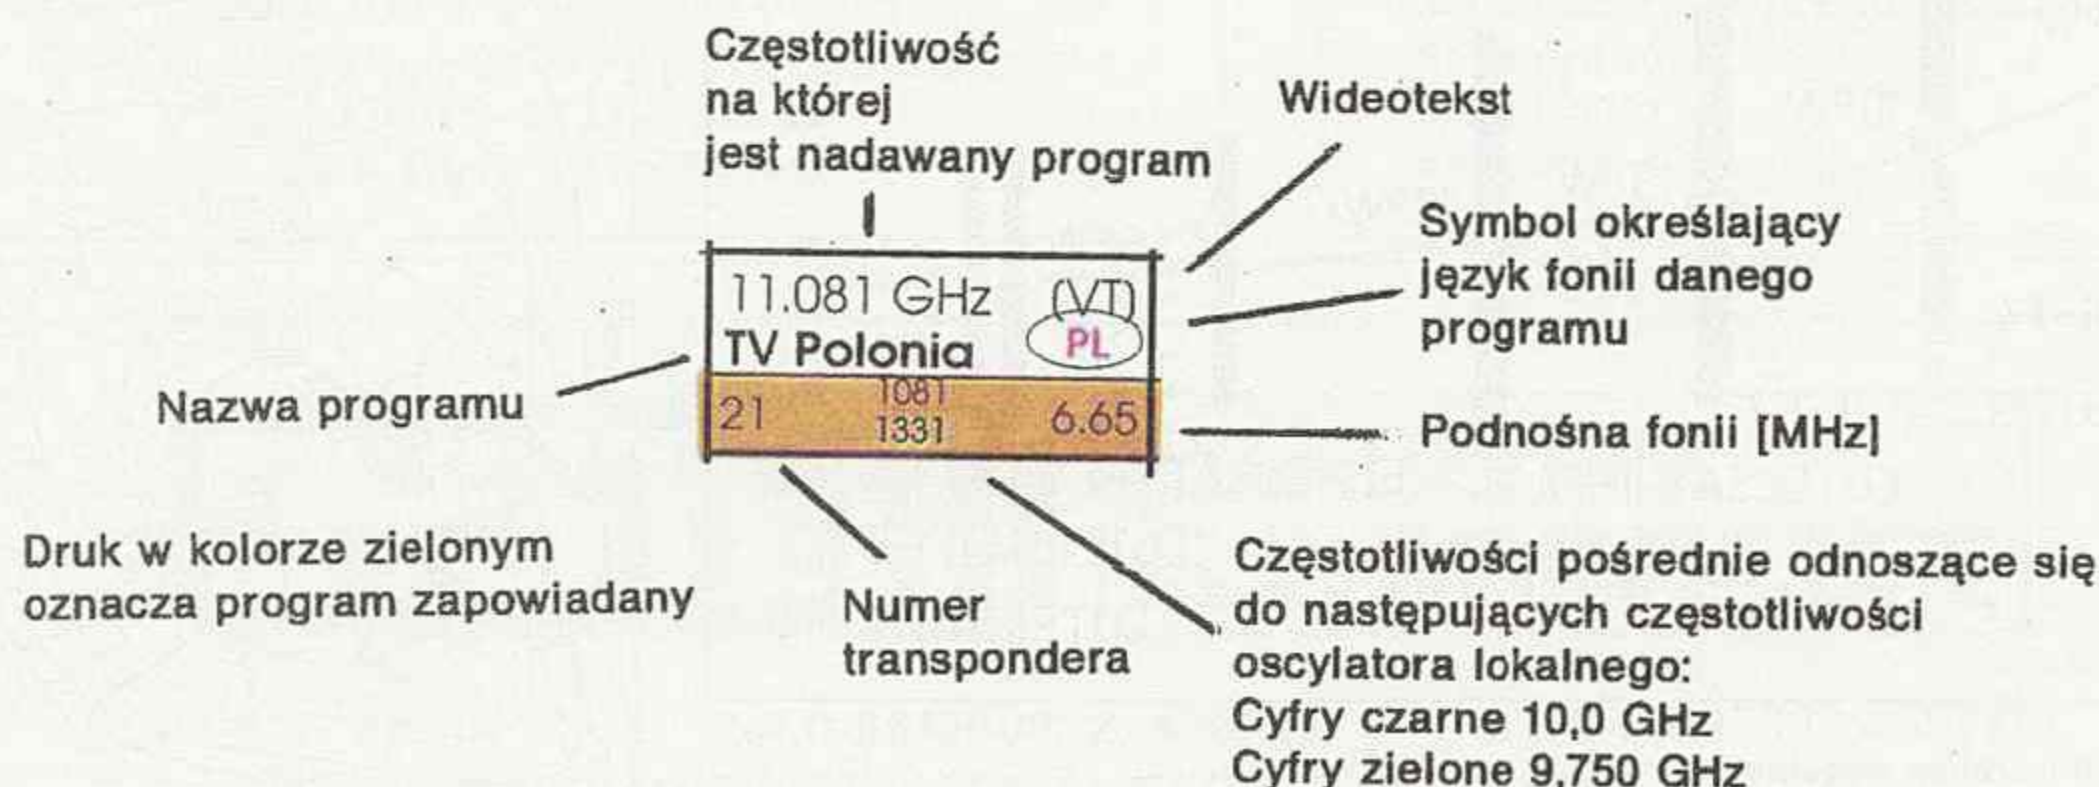 Częstotliwość
na której
jest nadawany program
Wideotekst
Symbol określający
język fonii danego
programu
11.081 GHz (VT)
TV Polonia PL
21 1081 6.65
1331
Nazwa programu
Podnośna fonii [MHz]
Druk w kolorze zielonym
oznacza program zapowiadany
Numer
transpondera
Częstotliwości pośrednie odnoszące się
do następujących częstotliwości
oscylatora lokalnego:
Cyfry czarne 10,0 GHz
Cyfry zielone 9,750 GHz